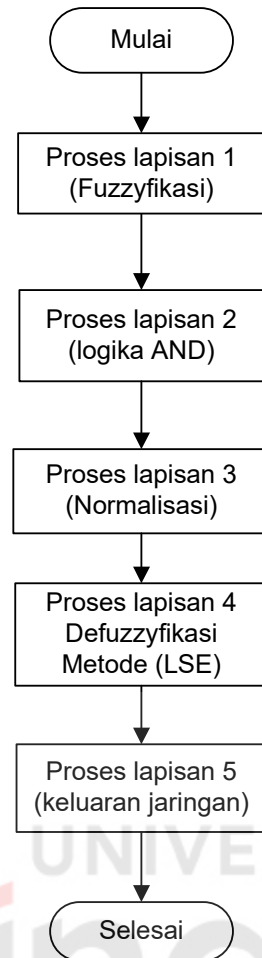 Mulai
Proses lapisan 1
(Fuzzyfikasi)
Proses lapisan 2
(logika AND)
Proses lapisan 3
(Normalisasi)
Proses lapisan 4
Defuzzyfikasi
Metode (LSE)
Proses lapisan 5
(keluaran jaringan)
UNIVE
Selesai